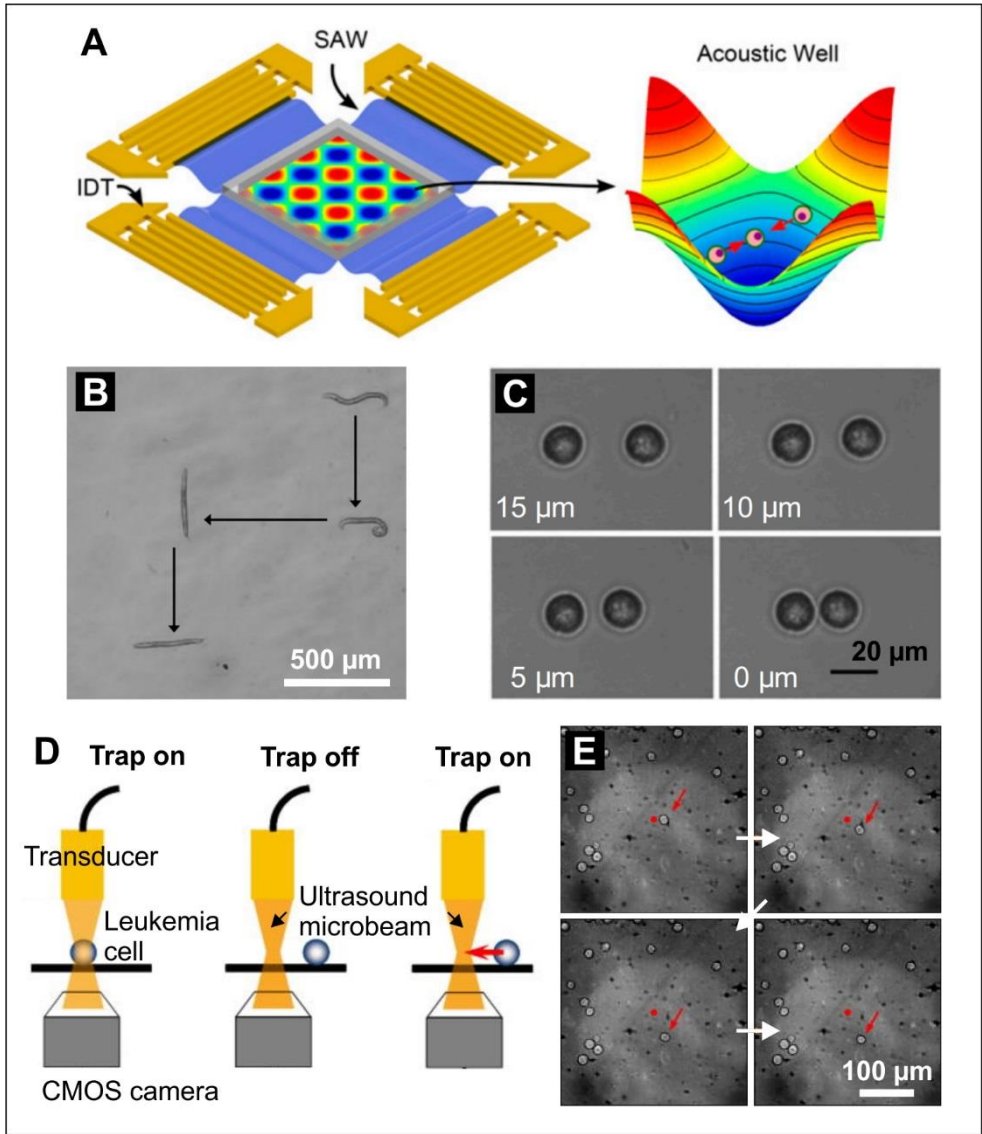 A
SAW
Acoustic Well
IDT
B
500 µm
C
15 µm
10 µm
5 µm
0 µm
20 µm
D
Trap on
Trap off
Trap on
Transducer
Leukemia
cell
Ultrasound
microbeam
CMOS camera
E
100 µm